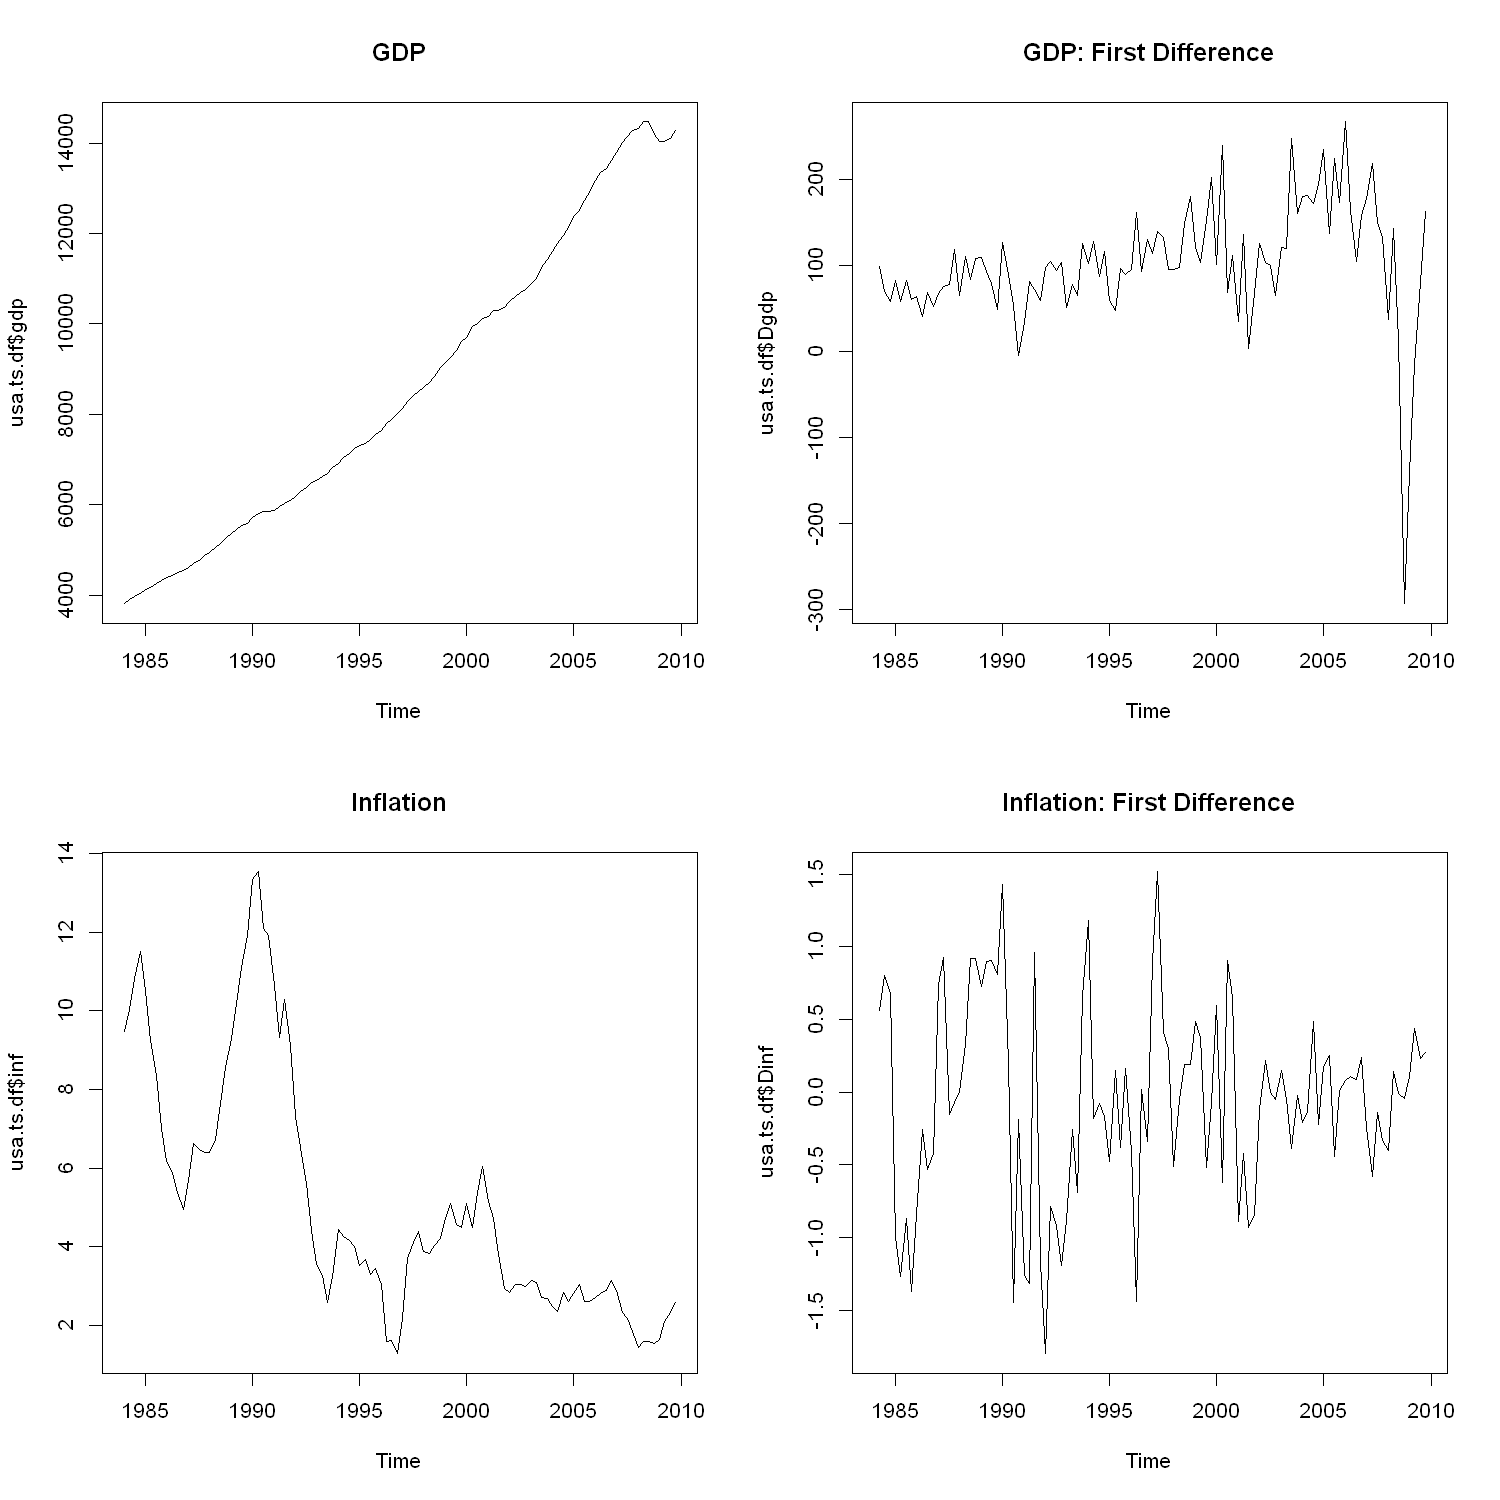 GDP
usa.ts.df$gdp
14000
12000
10000
8000
6000
4000
1985 1990 1995 2000 2005 2010
Time
GDP: First Difference
usa.ts.df$Dgdp
200
100
0
-100
-200
-300
1985 1990 1995 2000 2005 2010
Time
Inflation
usa.ts.df$inf
14
12
10
8
6
4
2
1985 1990 1995 2000 2005 2010
Time
Inflation: First Difference
usa.ts.df$Dinf
1.5
1.0
0.5
0.0
-0.5
-1.0
-1.5
1985 1990 1995 2000 2005 2010
Time